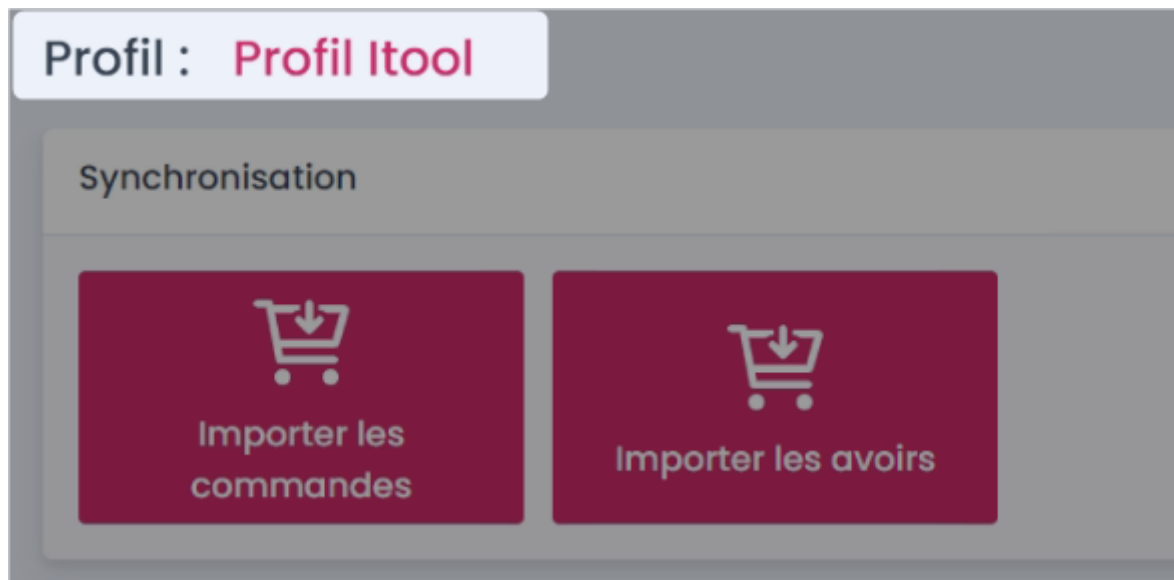 Profil : Profil Itool
Synchronisation
Importer les
commandes
Importer les avoirs